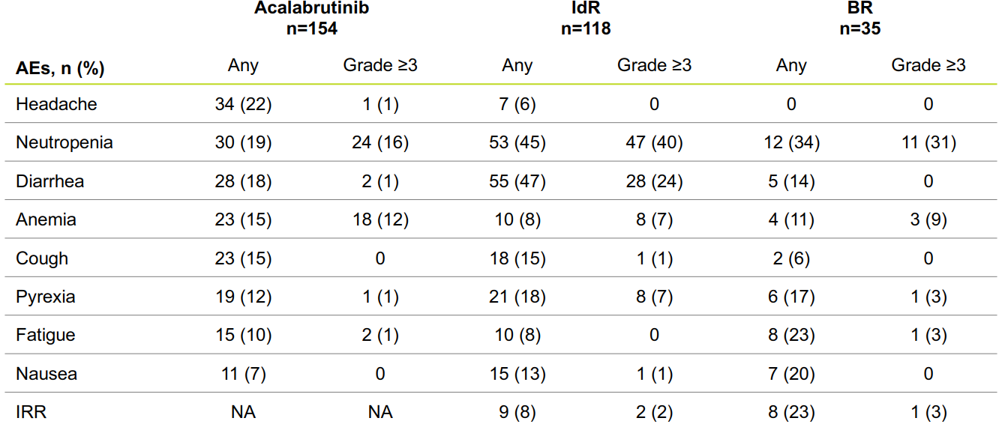 Acalabrutinib IdR BR
n=154 n=118 n=35
AEs, n (%) Any Grade ≥3 Any Grade ≥3 Any Grade ≥3
Headache 34 (22) 1 (1) 7 (6) 0 0 0
Neutropenia 30 (19) 24 (16) 53 (45) 47 (40) 12 (34) 11 (31)
Diarrhea 28 (18) 2 (1) 55 (47) 28 (24) 5 (14) 0
Anemia 23 (15) 18 (12) 10 (8) 8 (7) 4 (11) 3 (9)
Cough 23 (15) 0 18 (15) 1 (1) 2 (6) 0
Pyrexia 19 (12) 1 (1) 21 (18) 8 (7) 6 (17) 1 (3)
Fatigue 15 (10) 2 (1) 10 (8) 0 8 (23) 1 (3)
Nausea 11 (7) 0 15 (13) 1 (1) 7 (20) 0
IRR NA NA 9 (8) 2 (2) 8 (23) 1 (3)